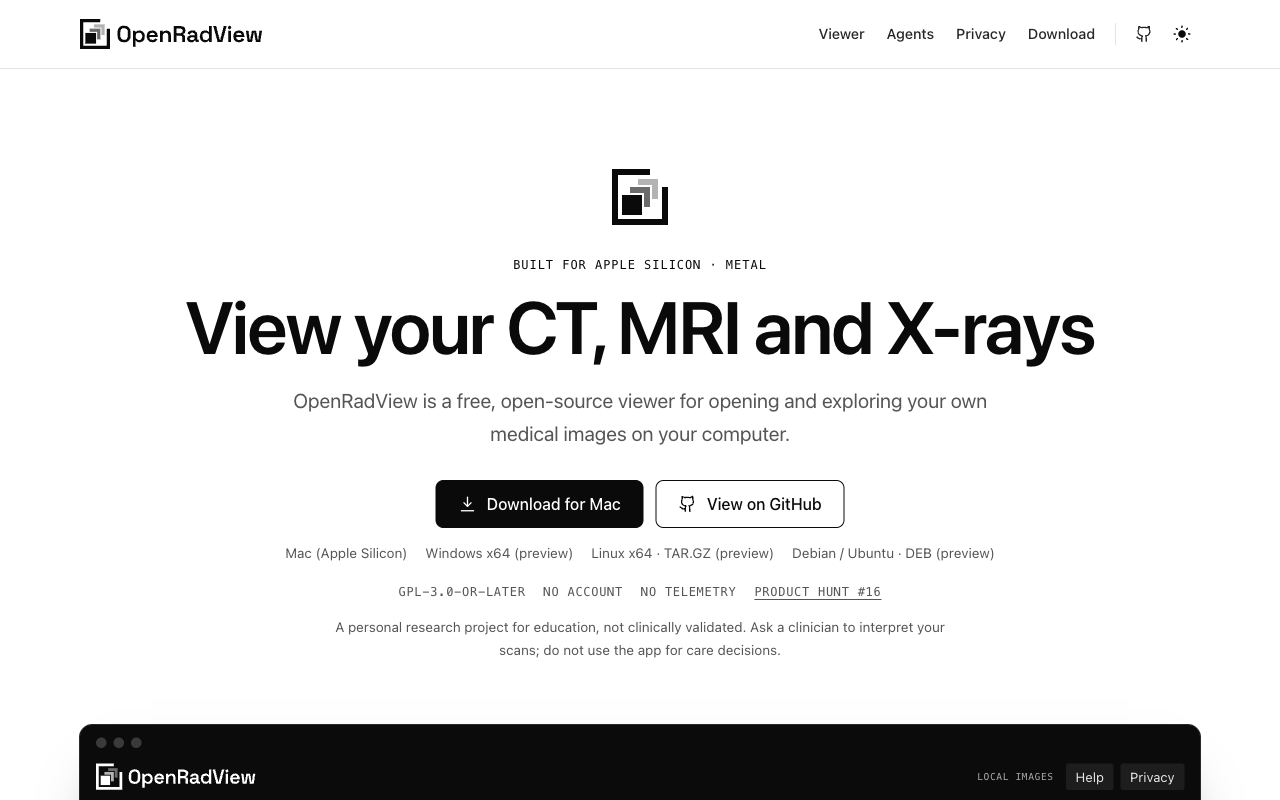 OpenRadView
Viewer Agents Privacy Download
BUILT FOR APPLE SILICON · METAL
View your CT, MRI and X-rays
OpenRadView is a free, open-source viewer for opening and exploring your own
medical images on your computer.
Download for Mac
View on GitHub
Mac (Apple Silicon) Windows x64 (preview) Linux x64 · TAR.GZ (preview) Debian / Ubuntu · DEB (preview)
GPL-3.0-OR-LATER NO ACCOUNT NO TELEMETRY PRODUCT HUNT #16
A personal research project for education, not clinically validated. Ask a clinician to interpret your
scans; do not use the app for care decisions.
OpenRadView
LOCAL IMAGES Help Privacy